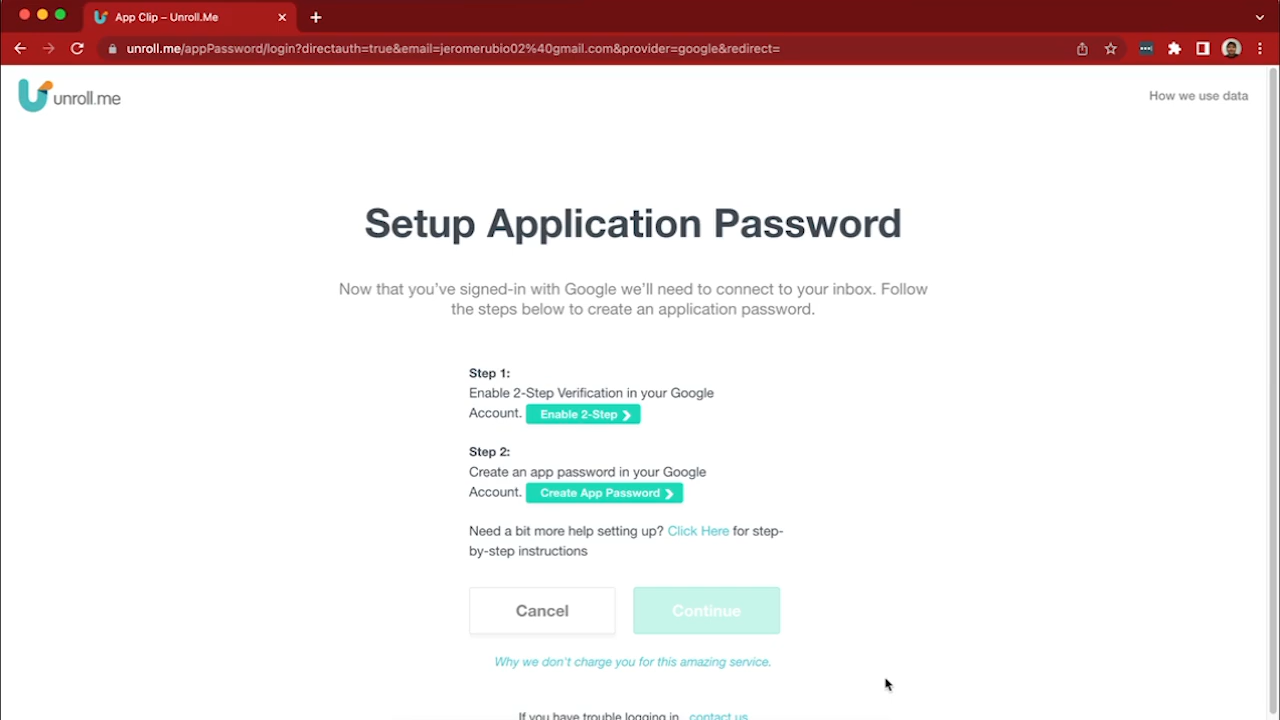 App Clip – Unroll.Me
unroll.me/appPassword/login?directauth=true&email=jeromerubio02%40gmail.com&provider=google&redirect=
unroll.me
How we use data
Setup Application Password
Now that you've signed-in with Google we'll need to connect to your inbox. Follow
the steps below to create an application password.
Step 1:
Enable 2-Step Verification in your Google
Account. Enable 2-Step
Step 2:
Create an app password in your Google
Account. Create App Password
Need a bit more help setting up? Click Here for step-
by-step instructions
Cancel
Continue
Why we don't charge you for this amazing service.
If you have trouble logging in, contact us